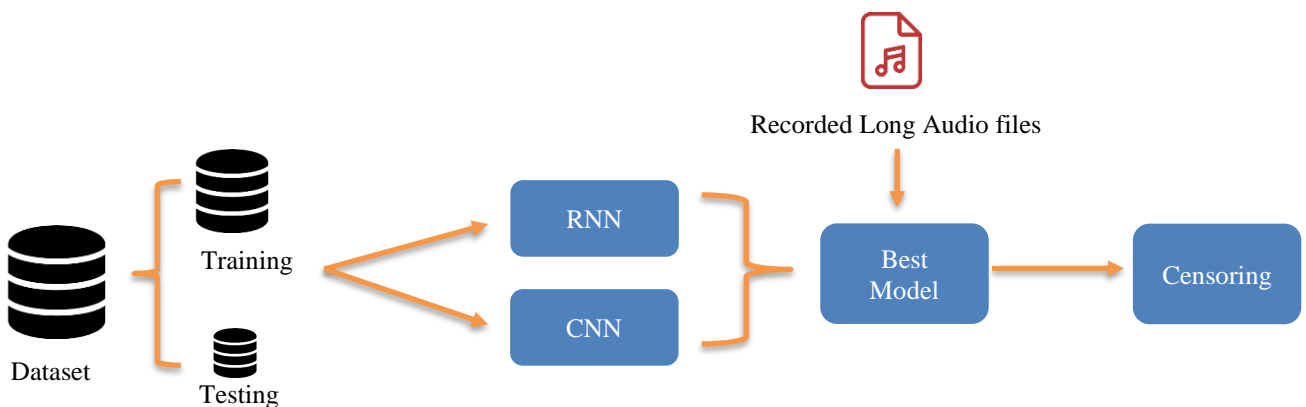 Recorded Long Audio files
Training
Testing
Dataset
RNN
CNN
Best
Model
Censoring